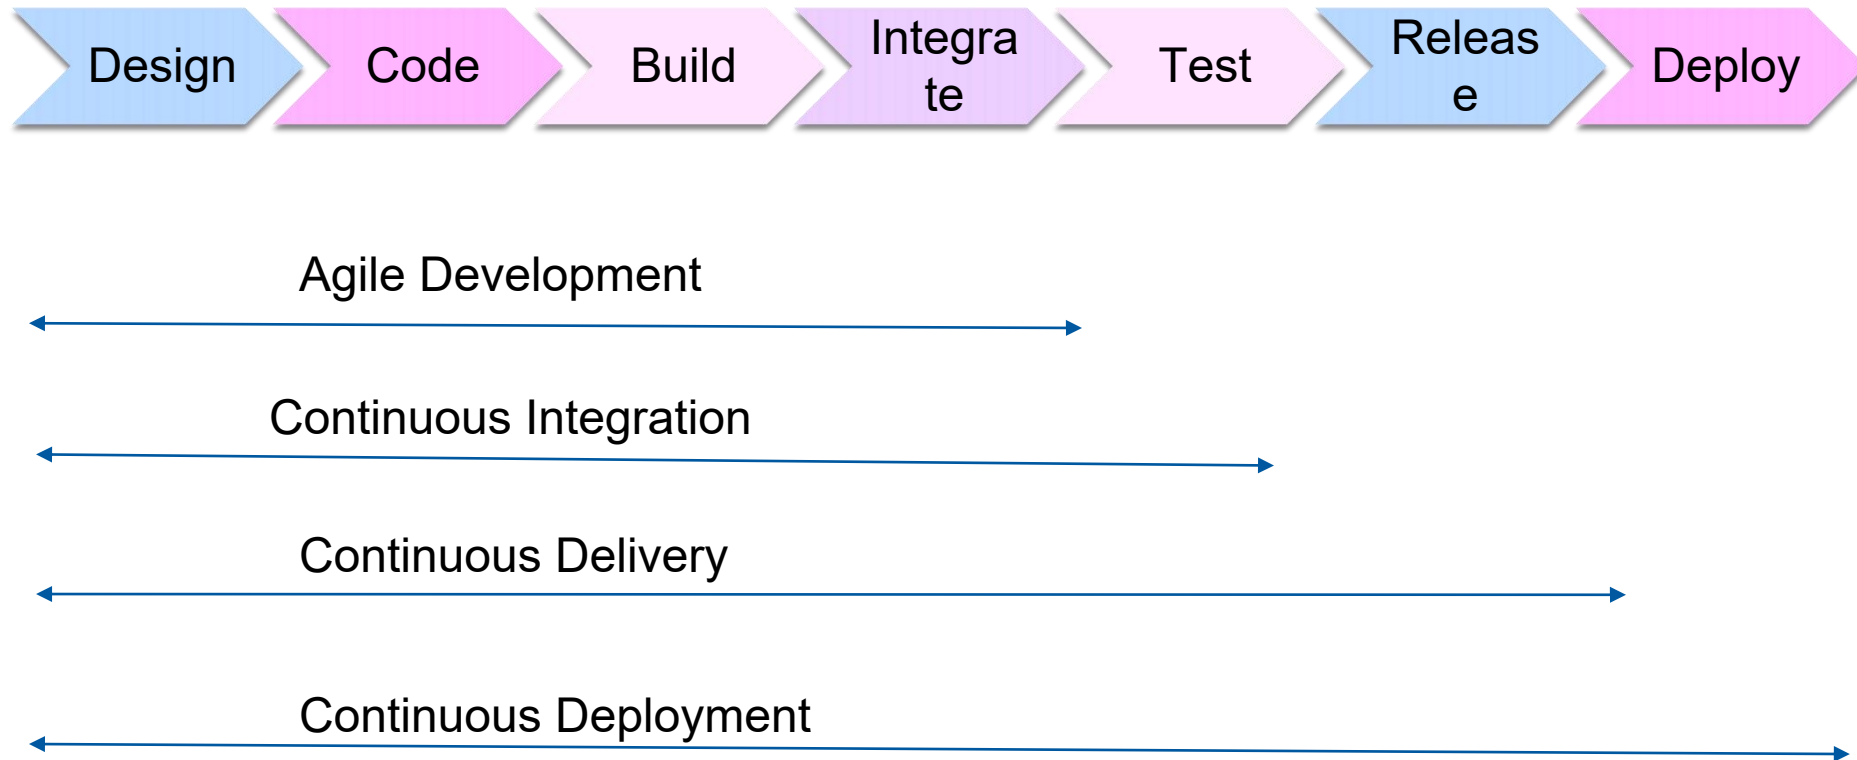 Design
Code
Build
Integra
te
Test
Releas
e
Deploy
Agile Development
Continuous Integration
Continuous Delivery
Continuous Deployment